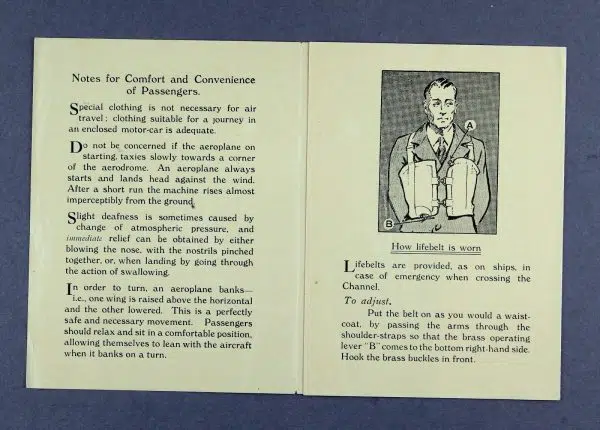 Notes for Comfort and Convenience
of Passengers.
Special clothing is not necessary for air
travel: clothing suitable for a journey in
an enclosed motor-car is adequate.
Do not be concerned if the aeroplane on
starting, taxies slowly towards a corner
of the aerodrome. An aeroplane always
starts and lands head against the wind.
After a short run the machine rises almost
imperceptibly from the ground.
Slight deafness is sometimes caused by
change of atmospheric pressure, and
immediate relief can be obtained by either
blowing the nose, with the nostrils pinched
together, or, when landing by going through
the action of swallowing.
In order to turn, an aeroplane banks—
i.e., one wing is raised above the horizontal
and the other lowered. This is a perfectly
safe and necessary movement. Passengers
should relax and sit in a comfortable position,
allowing themselves to lean with the aircraft
when it banks on a turn.
A
B
How lifebelt is worn
Lifebelts are provided, as on ships, in
case of emergency when crossing the
Channel.
To adjust.
Put the belt on as you would a waist-
coat, by passing the arms through the
shoulder-straps so that the brass operating
lever "B" comes to the bottom right-hand side.
Hook the brass buckles in front.